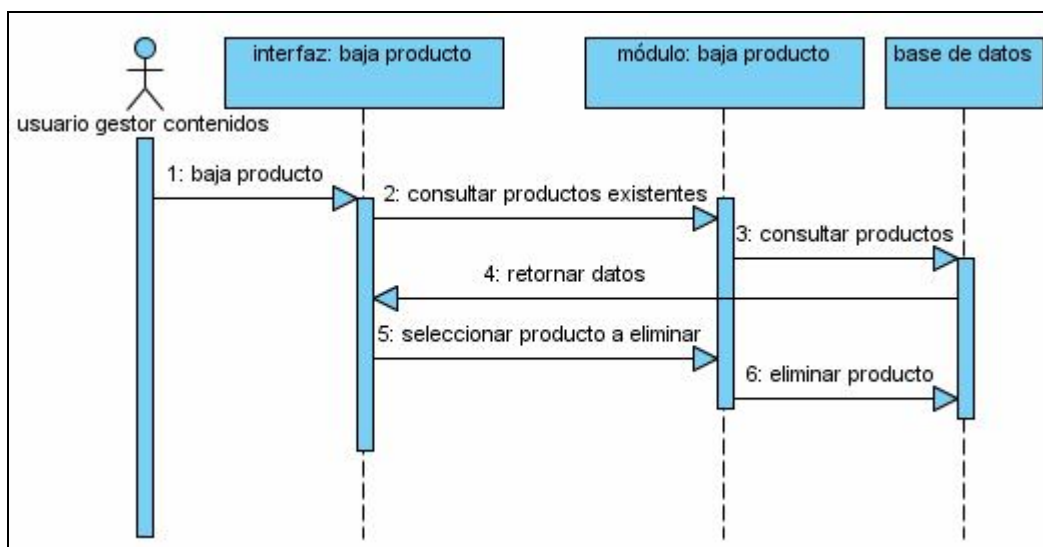 interfaz: baja producto
módulo: baja producto
base de datos
usuario gestor contenidos
1: baja producto
2: consultar productos existentes
3: consultar productos
4: retornar datos
5: seleccionar producto a eliminar
6: eliminar producto